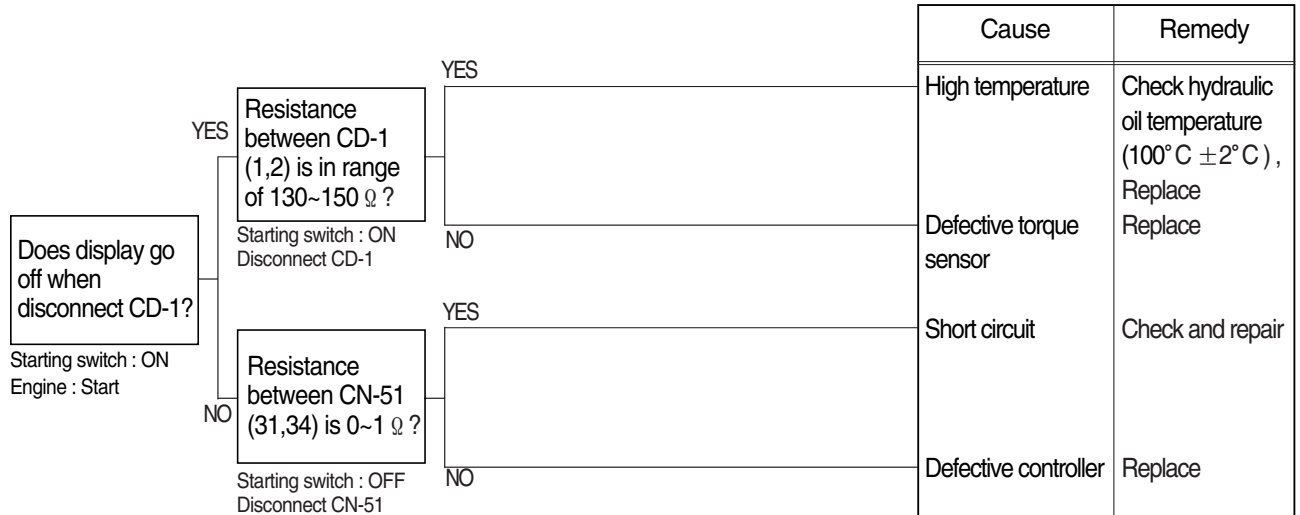 Does display go
off when
disconnect CD-1?
Starting switch : ON
Engine : Start
YES
Resistance
between CD-1
(1,2) is in range
of 130~150 Ω ?
Starting switch : ON
Disconnect CD-1
NO
Resistance
between CN-51
(31,34) is 0~1 Ω ?
Starting switch : OFF
Disconnect CN-51
YES
NO
YES
NO
Cause
Remedy
High temperature
Check hydraulic
oil temperature
(100°C ±2°C) ,
Replace
Defective torque
sensor
Replace
Short circuit
Check and repair
Defective controller
Replace